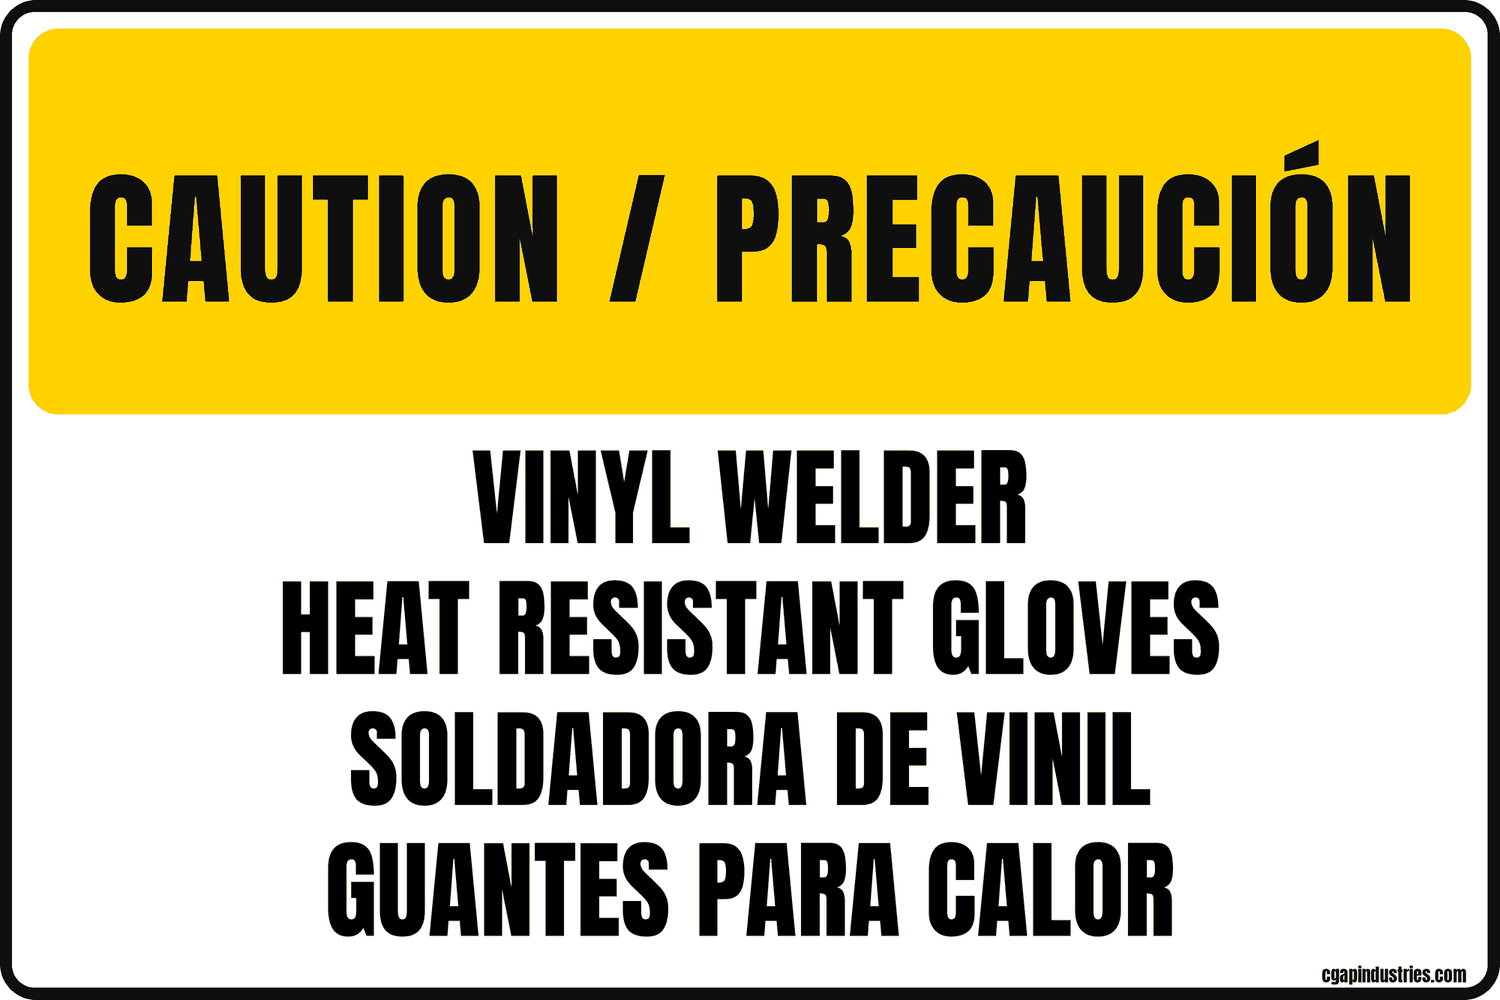 CAUTION / PRECAUCIÓN
VINYL WELDER
HEAT RESISTANT GLOVES
SOLDADORA DE VINIL
GUANTES PARA CALOR
cgapindustries.com